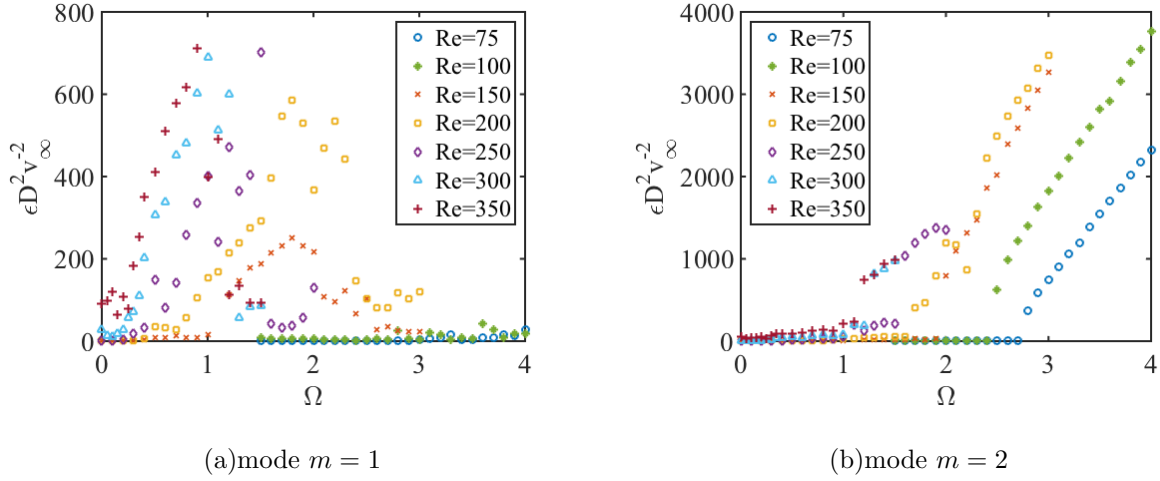 800
600
400
200
0
ϵD²v∞⁻²
0 1 2 3 4
Ω
Re=75
Re=100
Re=150
Re=200
Re=250
Re=300
Re=350
(a)mode m = 1
4000
3000
2000
1000
0
ϵD²v∞⁻²
0 1 2 3 4
Ω
Re=75
Re=100
Re=150
Re=200
Re=250
Re=300
Re=350
(b)mode m = 2